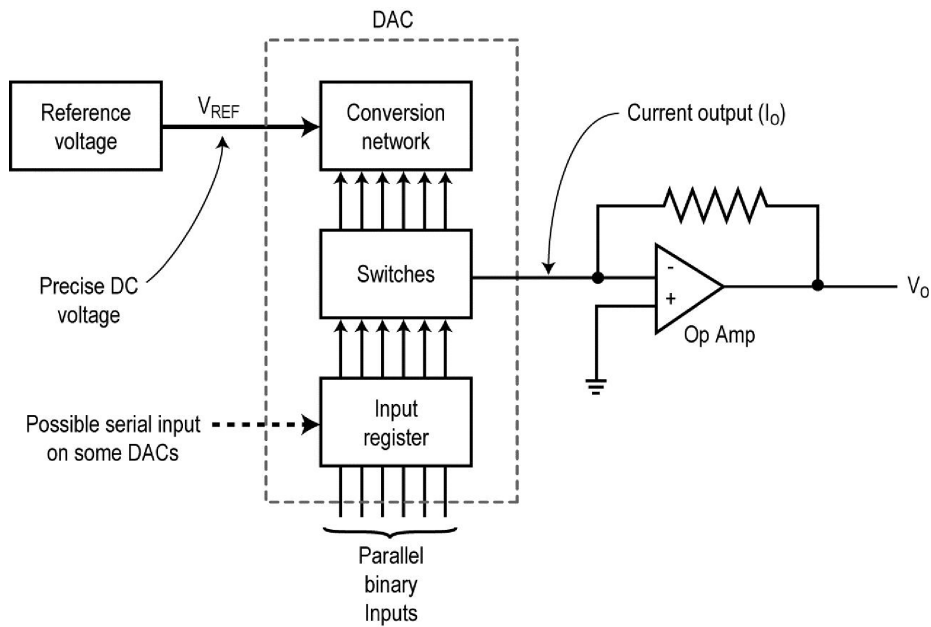 DAC
Reference
voltage
VREF
Conversion
network
Current output (Io)
Switches
-
+
Op Amp
Vo
Precise DC
voltage
Possible serial input
on some DACs
Input
register
Parallel
binary
Inputs